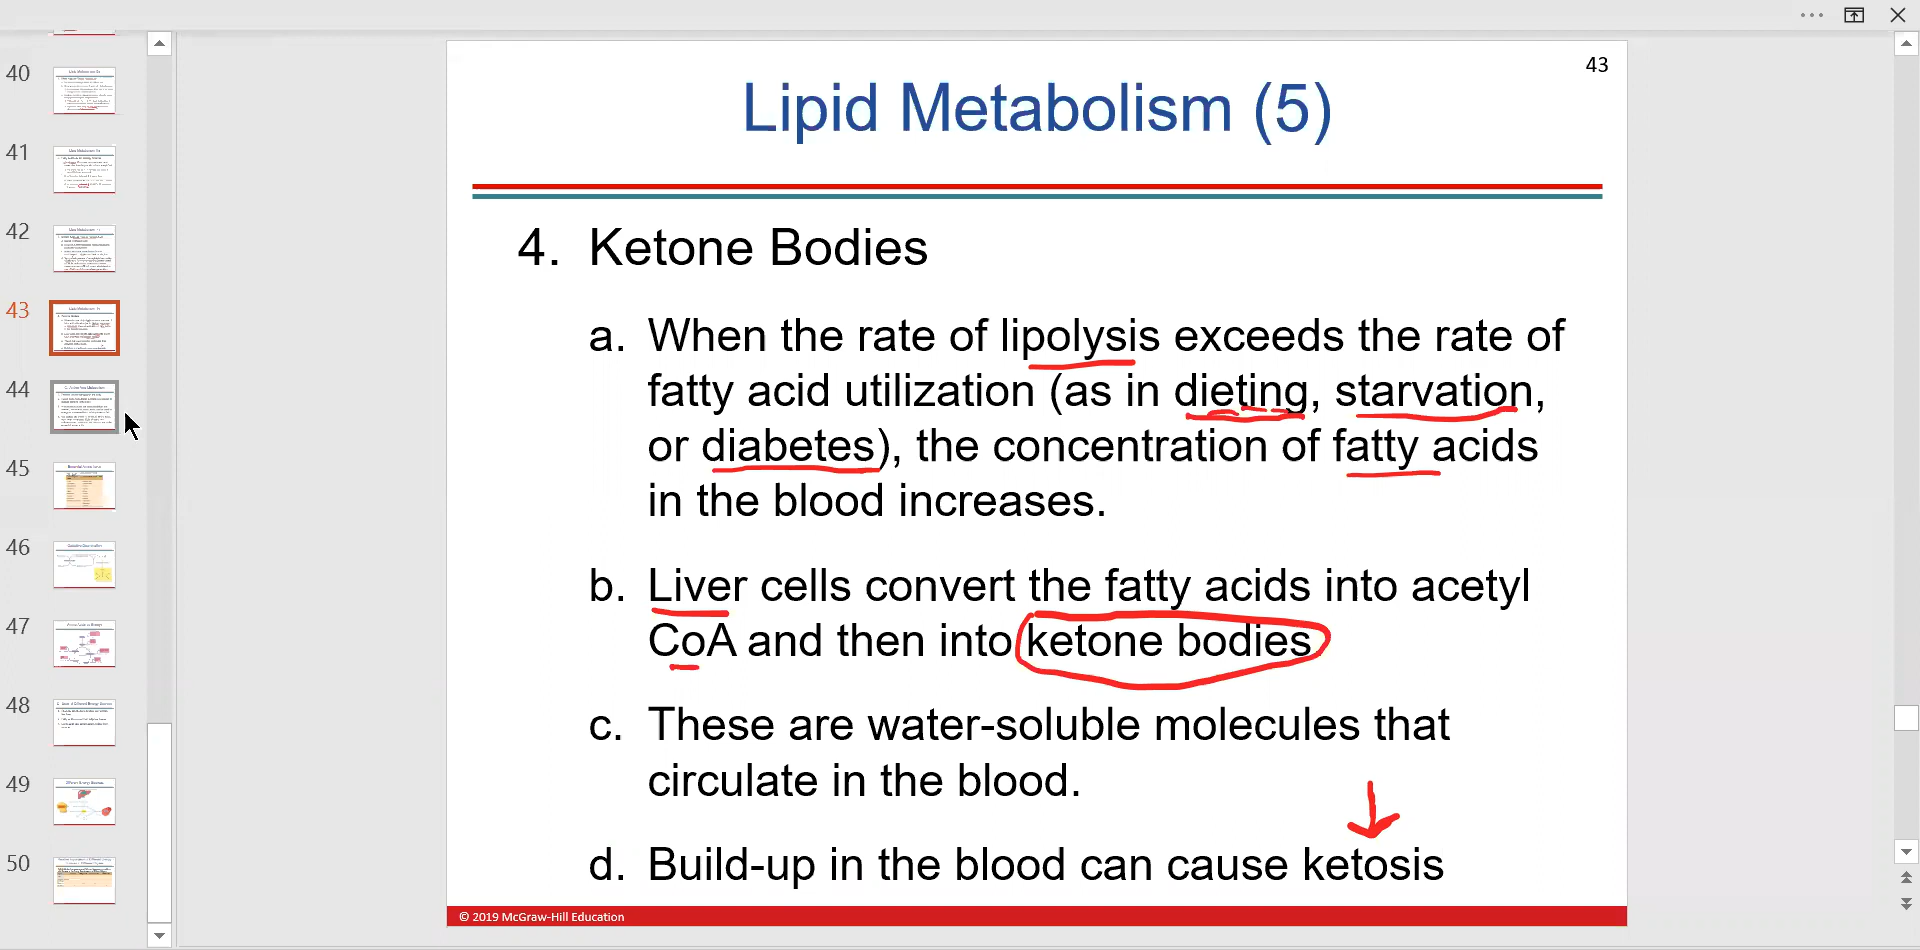 43
Lipid Metabolism (5)
4. Ketone Bodies
a. When the rate of lipolysis exceeds the rate of
fatty acid utilization (as in dieting, starvation,
or diabetes), the concentration of fatty acids
in the blood increases.
b. Liver cells convert the fatty acids into acetyl
CoA and then into ketone bodies
c. These are water-soluble molecules that
circulate in the blood.
d. Build-up in the blood can cause ketosis
© 2019 McGraw-Hill Education
40
41
42
43
44
45
46
47
48
49
50